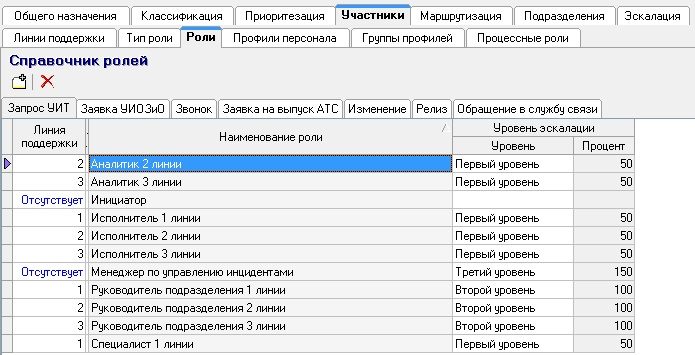 Общего назначения Классификация Приоритезация Участники Маршрутизация Подразделения Эскалация
Линии поддержки Тип роли Роли Профили персонала Группы профилей Процессные роли
Справочник ролей
Запрос УИТ Заявка УИОЗиО Звонок Заявка на выпуск АТС Изменение Релиз Обращение в службу связи
Линия поддержки .. Наименование роли / Уровень эскалации
Уровень Процент
2 Аналитик 2 линии Первый уровень 50
3 Аналитик 3 линии Первый уровень 50
Отсутствует Инициатор
1 Исполнитель 1 линии Первый уровень 50
2 Исполнитель 2 линии Первый уровень 50
3 Исполнитель 3 линии Первый уровень 50
Отсутствует Менеджер по управлению инцидентами Третий уровень 150
1 Руководитель подразделения 1 линии Второй уровень 100
2 Руководитель подразделения 2 линии Второй уровень 100
3 Руководитель подразделения 3 линии Второй уровень 100
1 Специалист 1 линии Первый уровень 50